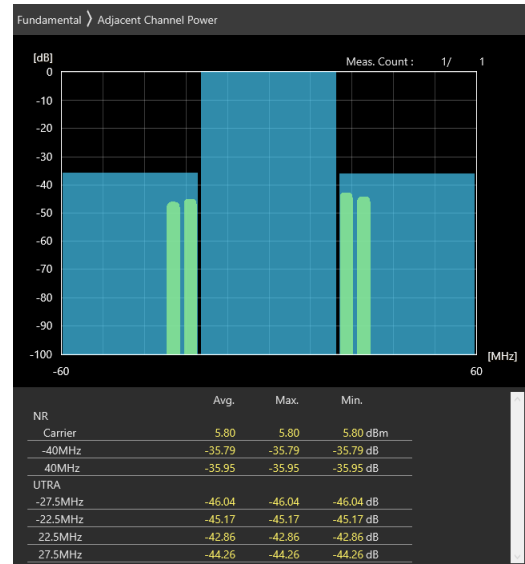 Fundamental 〉 Adjacent Channel Power
[dB]
Meas. Count : 1/ 1
0
-10
-20
-30
-40
-50
-60
-70
-80
-90
-100
[MHz]
-60 60
Avg. Max. Min.
NR
Carrier 5.80 5.80 5.80 dBm
-40MHz -35.79 -35.79 -35.79 dB
40MHz -35.95 -35.95 -35.95 dB
UTRA
-27.5MHz -46.04 -46.04 -46.04 dB
-22.5MHz -45.17 -45.17 -45.17 dB
22.5MHz -42.86 -42.86 -42.86 dB
27.5MHz -44.26 -44.26 -44.26 dB